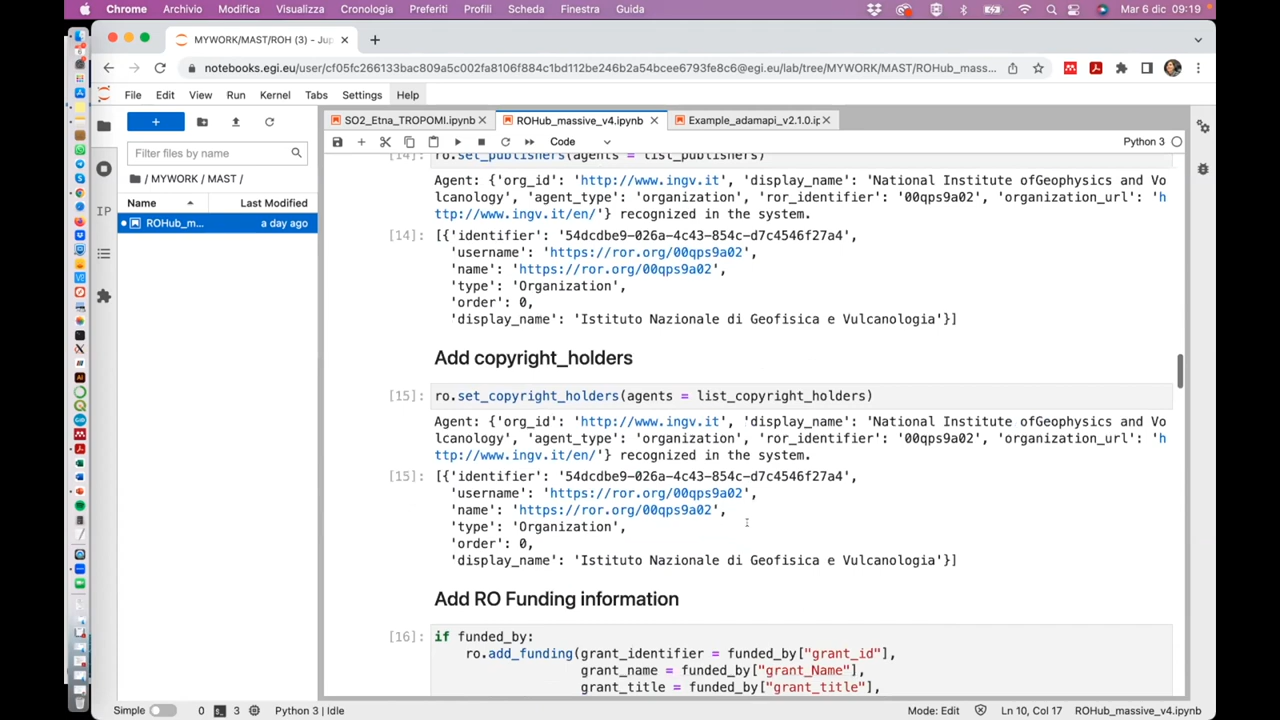 Chrome Archivio Modifica Visualizza Cronologia Preferiti Profili Scheda Finestra Guida Mar 6 dic 09:19
MYWORK/MAST/ROH (3) - Jup
notebooks.egi.eu/user/cf05fc266133bac809a5c002fa8106f884c1bd112be246b2a54bcee6793fe8c6@egi.eu/lab/tree/MYWORK/MAST/ROHub_mass...
File Edit View Run Kernel Tabs Settings Help
SO2_Etna_TROPOMI.ipynb ROHub_massive_v4.ipynb Example_adamapi_v2.1.0.ip
Code Python 3
Filter files by name
/ MYWORK / MAST /
Name Last Modified
ROHub_m... a day ago
IP
[14]: ro.set_publishers(agents = list_publishers)
Agent: {'org_id': 'http://www.ingv.it', 'display_name': 'National Institute ofGeophysics and Vo
lcanology', 'agent_type': 'organization', 'ror_identifier': '00qps9a02', 'organization_url': 'h
ttp://www.ingv.it/en/'} recognized in the system.
[14]: [{'identifier': '54dcdbe9-026a-4c43-854c-d7c4546f27a4',
'username': 'https://ror.org/00qps9a02',
'name': 'https://ror.org/00qps9a02',
'type': 'Organization',
'order': 0,
'display_name': 'Istituto Nazionale di Geofisica e Vulcanologia'}]
Add copyright_holders
[15]: ro.set_copyright_holders(agents = list_copyright_holders)
Agent: {'org_id': 'http://www.ingv.it', 'display_name': 'National Institute ofGeophysics and Vo
lcanology', 'agent_type': 'organization', 'ror_identifier': '00qps9a02', 'organization_url': 'h
ttp://www.ingv.it/en/'} recognized in the system.
[15]: [{'identifier': '54dcdbe9-026a-4c43-854c-d7c4546f27a4',
'username': 'https://ror.org/00qps9a02',
'name': 'https://ror.org/00qps9a02',
'type': 'Organization',
'order': 0,
'display_name': 'Istituto Nazionale di Geofisica e Vulcanologia'}]
Add RO Funding information
[16]: if funded_by:
ro.add_funding(grant_identifier = funded_by["grant_id"],
grant_name = funded_by["grant_Name"],
grant_title = funded_by["grant_title"],
Simple 0 3 Python 3 | Idle Mode: Edit Ln 10, Col 17 ROHub_massive_v4.ipynb